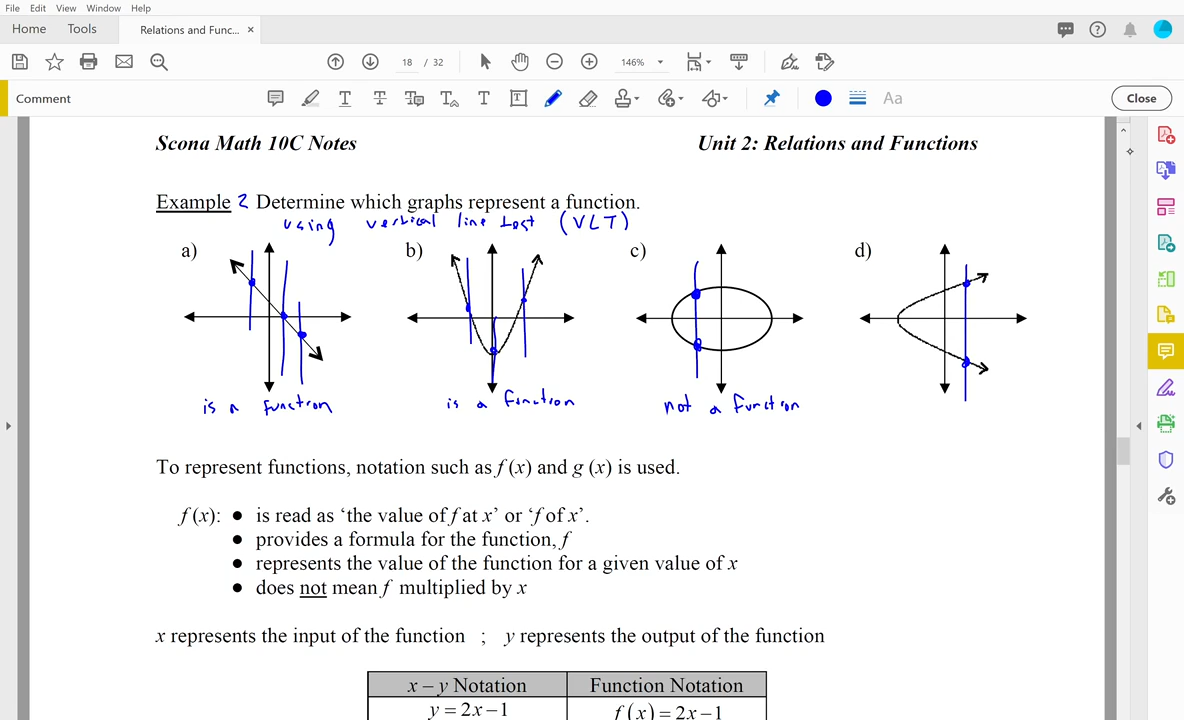 File Edit View Window Help
Home Tools Relations and Func... ×
18 / 32 146%
Comment Aa Close
Scona Math 10C Notes Unit 2: Relations and Functions
Example 2 Determine which graphs represent a function.
using vertical line test (VLT)
a) b) c) d)
is a function is a function not a function
To represent functions, notation such as f (x) and g (x) is used.
f (x): ● is read as ‘the value of f at x’ or ‘f of x’.
● provides a formula for the function, f
● represents the value of the function for a given value of x
● does not mean f multiplied by x
x represents the input of the function ; y represents the output of the function
x – y Notation Function Notation
y = 2x − 1 f (x) = 2x − 1